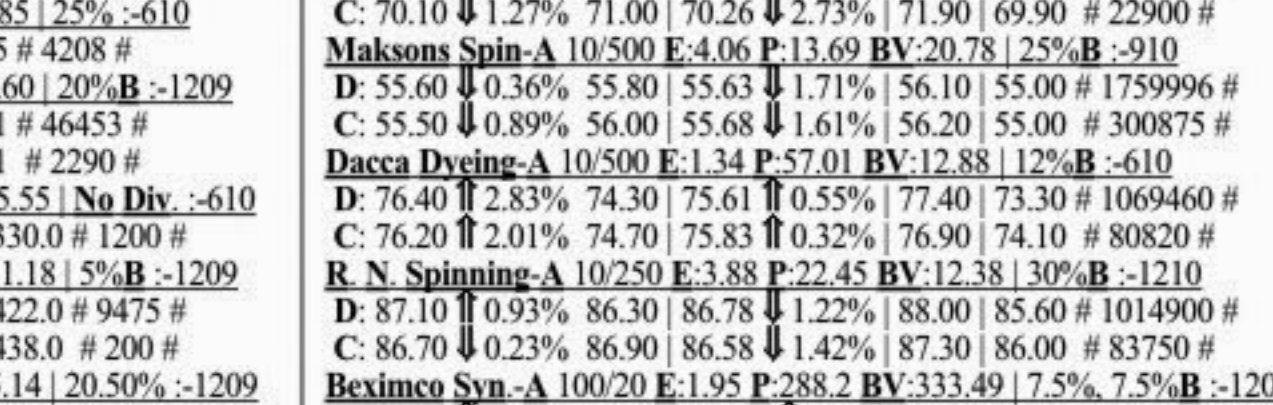 85 | 25% :-610
5 # 4208 #
60 | 20%B :-1209
# 46453 #
# 2290 #
5.55 | No Div. :-610
330.0 # 1200 #
1.18 | 5%B :-1209
422.0 # 9475 #
438.0 # 200 #
.14 | 20.50% :-1209
C: 70.10 ⇓ 1.27% 71.00 | 70.26 ⇓ 2.73% | 71.90 | 69.90 # 22900 #
Maksons Spin-A 10/500 E:4.06 P:13.69 BV:20.78 | 25%B :-910
D: 55.60 ⇓ 0.36% 55.80 | 55.63 ⇓ 1.71% | 56.10 | 55.00 # 1759996 #
C: 55.50 ⇓ 0.89% 56.00 | 55.68 ⇓ 1.61% | 56.20 | 55.00 # 300875 #
Dacca Dyeing-A 10/500 E:1.34 P:57.01 BV:12.88 | 12%B :-610
D: 76.40 ⇑ 2.83% 74.30 | 75.61 ⇑ 0.55% | 77.40 | 73.30 # 1069460 #
C: 76.20 ⇑ 2.01% 74.70 | 75.83 ⇑ 0.32% | 76.90 | 74.10 # 80820 #
R. N. Spinning-A 10/250 E:3.88 P:22.45 BV:12.38 | 30%B :-1210
D: 87.10 ⇑ 0.93% 86.30 | 86.78 ⇓ 1.22% | 88.00 | 85.60 # 1014900 #
C: 86.70 ⇓ 0.23% 86.90 | 86.58 ⇓ 1.42% | 87.30 | 86.00 # 83750 #
Beximco Syn.-A 100/20 E:1.95 P:288.2 BV:333.49 | 7.5%, 7.5%B :-120